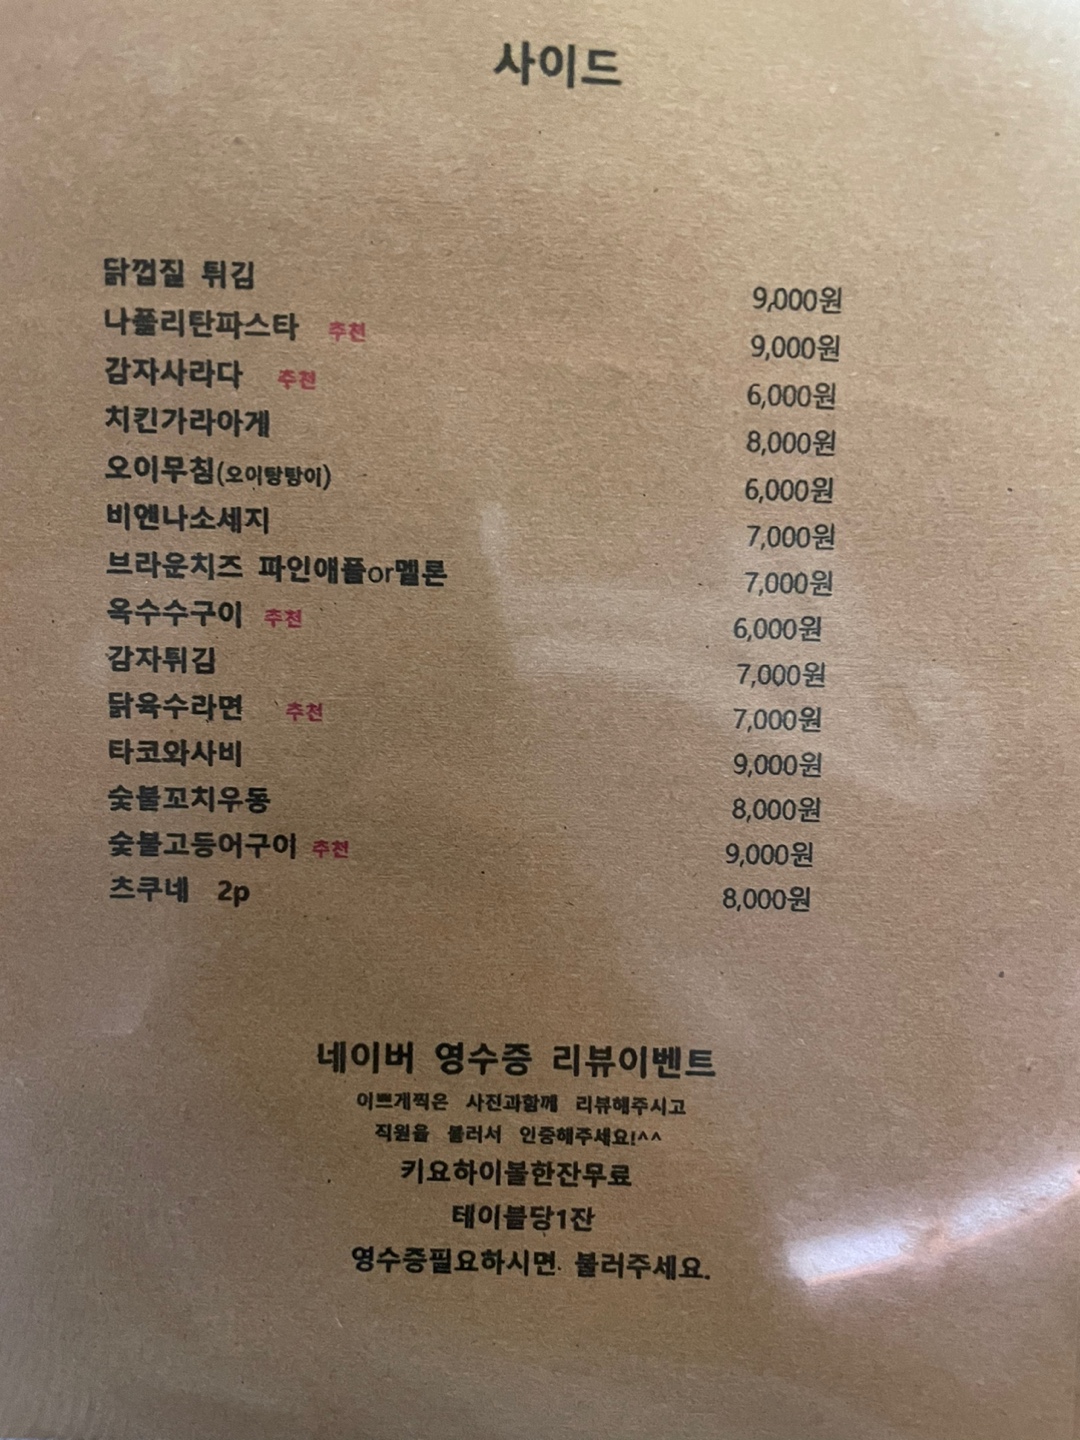 사이드
닭껍질 튀김 9,000원
나폴리탄파스타 추천 9,000원
감자사라다 추천 6,000원
치킨가라아게 8,000원
오이무침(오이탕탕이) 6,000원
비엔나소세지 7,000원
브라운치즈 파인애플or멜론 7,000원
옥수수구이 추천 6,000원
감자튀김 7,000원
닭육수라면 추천 7,000원
타코와사비 9,000원
숯불꼬치우동 8,000원
숯불고등어구이 추천 9,000원
츠쿠네 2p 8,000원
네이버 영수증 리뷰이벤트
이쁘게찍은 사진과함께 리뷰해주시고
직원을 불러서 인증해주세요!^^
키요하이볼한잔무료
테이블당1잔
영수증필요하시면 불러주세요.